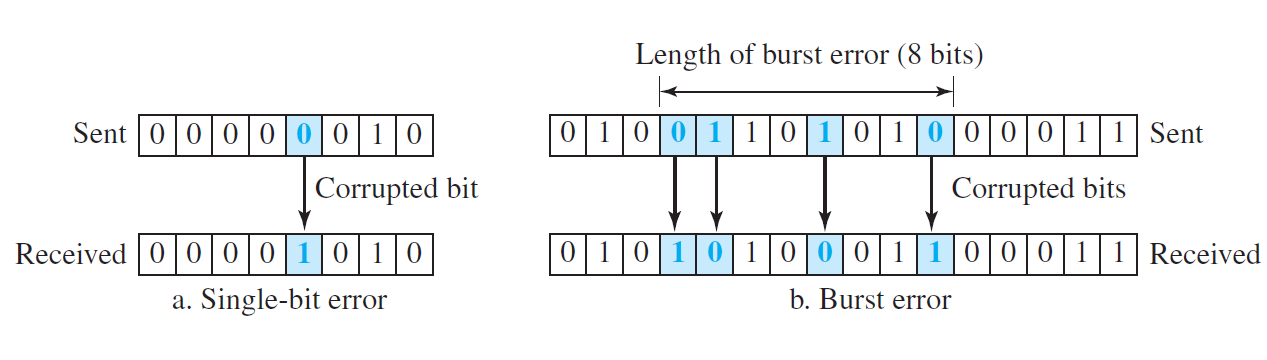 Length of burst error (8 bits)
Sent 0 0 0 0 0 0 1 0
0 1 0 0 1 1 0 1 0 1 0 0 0 0 1 1 Sent
Corrupted bit
Corrupted bits
Received 0 0 0 0 1 0 1 0
0 1 0 1 0 1 0 0 0 1 1 0 0 0 1 1 Received
a. Single-bit error
b. Burst error